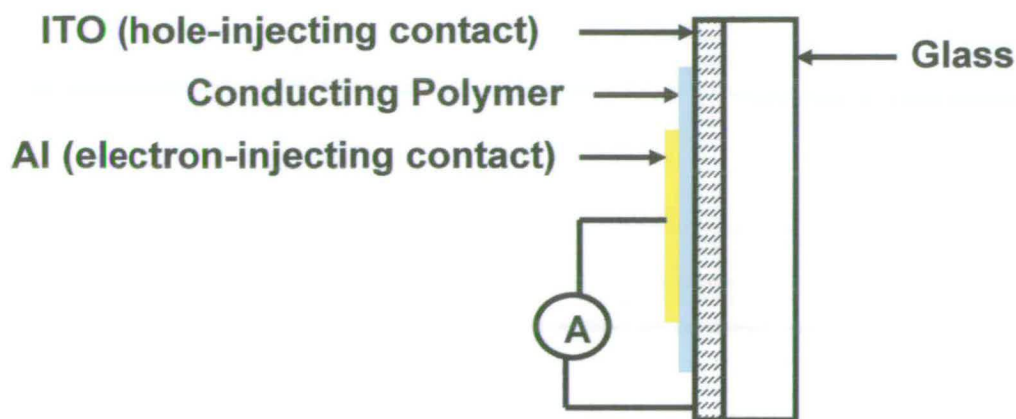 ITO (hole-injecting contact)
Glass
Conducting Polymer
Al (electron-injecting contact)
A